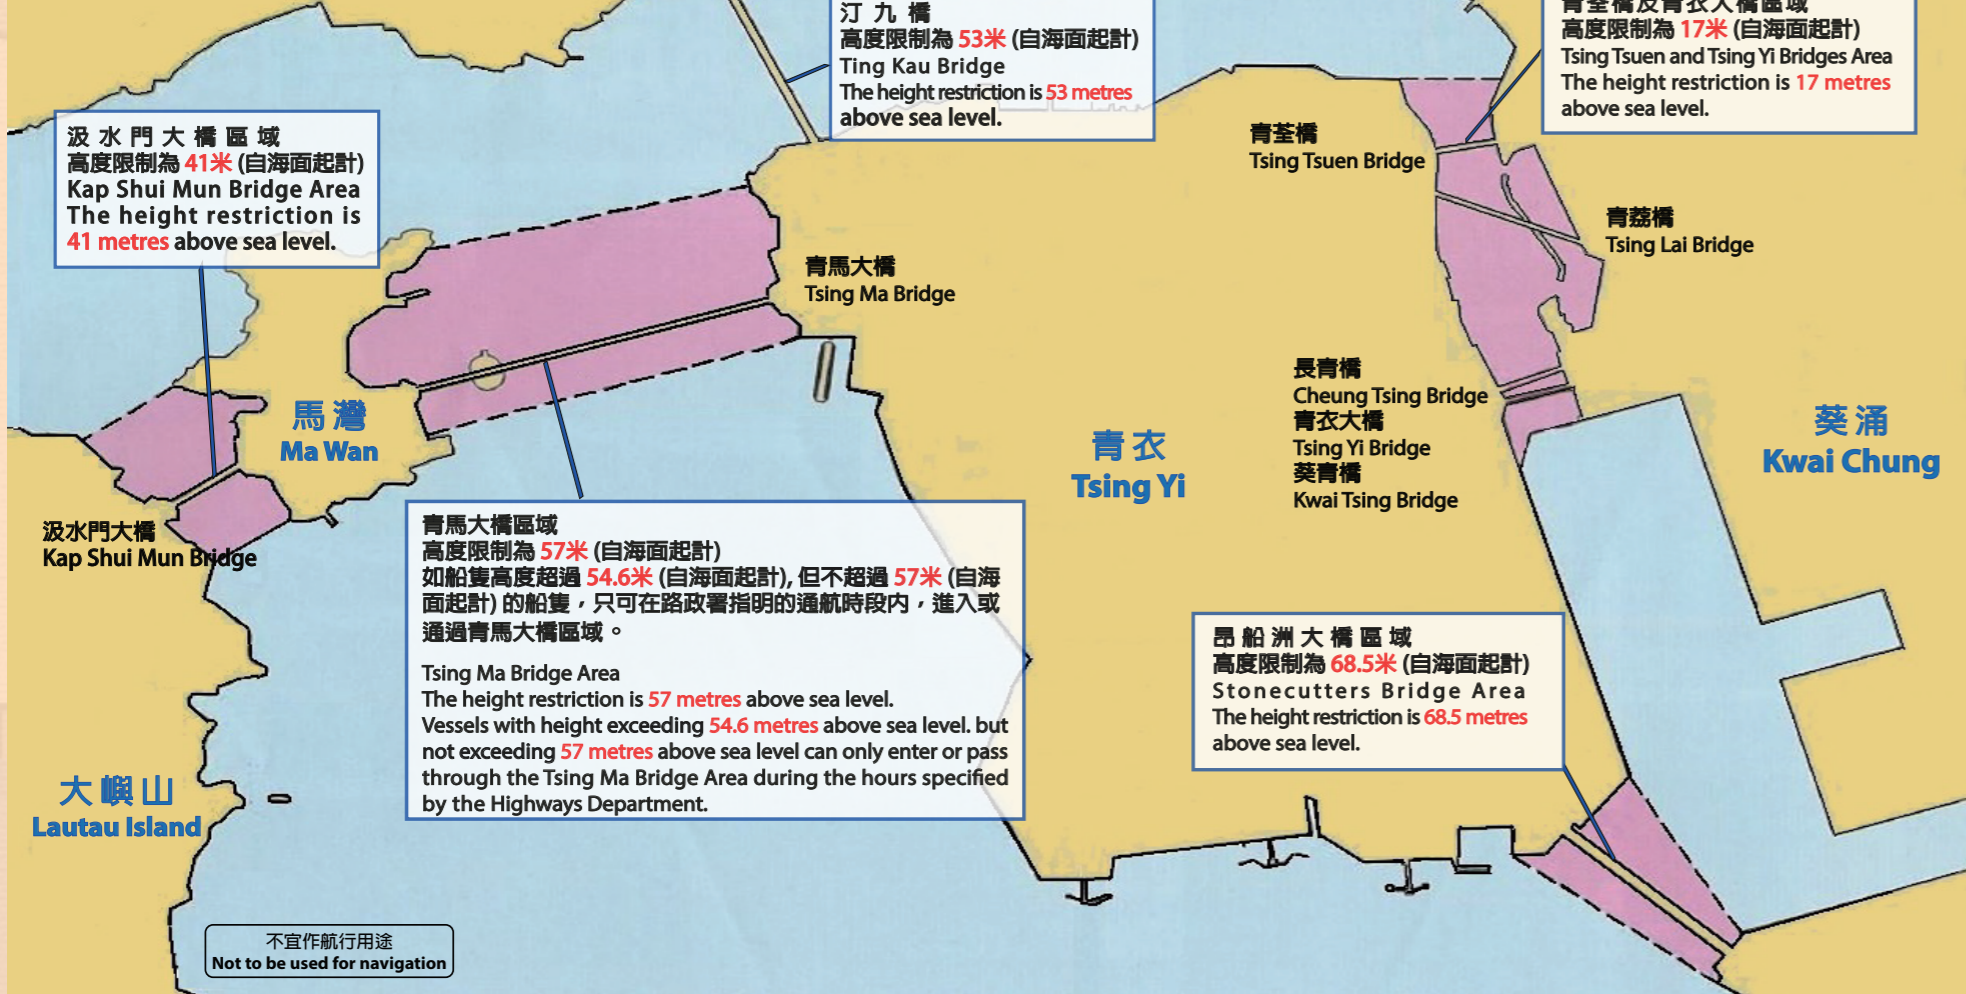 汀九橋
高度限制為 53米 (自海面起計)
Ting Kau Bridge
The height restriction is 53 metres
above sea level.
青荃橋及青衣大橋區域
高度限制為 17米 (自海面起計)
Tsing Tsuen and Tsing Yi Bridges Area
The height restriction is 17 metres
above sea level.
汲水門大橋區域
高度限制為 41米 (自海面起計)
Kap Shui Mun Bridge Area
The height restriction is
41 metres above sea level.
青荃橋
Tsing Tsuen Bridge
青荔橋
Tsing Lai Bridge
青馬大橋
Tsing Ma Bridge
長青橋
Cheung Tsing Bridge
青衣大橋
Tsing Yi Bridge
葵青橋
Kwai Tsing Bridge
馬灣
Ma Wan
青衣
Tsing Yi
葵涌
Kwai Chung
汲水門大橋
Kap Shui Mun Bridge
青馬大橋區域
高度限制為 57米 (自海面起計)
如船隻高度超過 54.6米 (自海面起計), 但不超過 57米 (自海
面起計) 的船隻，只可在路政署指明的通航時段内，進入或
通過青馬大橋區域。
Tsing Ma Bridge Area
The height restriction is 57 metres above sea level.
Vessels with height exceeding 54.6 metres above sea level. but
not exceeding 57 metres above sea level can only enter or pass
through the Tsing Ma Bridge Area during the hours specified
by the Highways Department.
昂船洲大橋區域
高度限制為 68.5米 (自海面起計)
Stonecutters Bridge Area
The height restriction is 68.5 metres
above sea level.
大嶼山
Lautau Island
不宜作航行用途
Not to be used for navigation